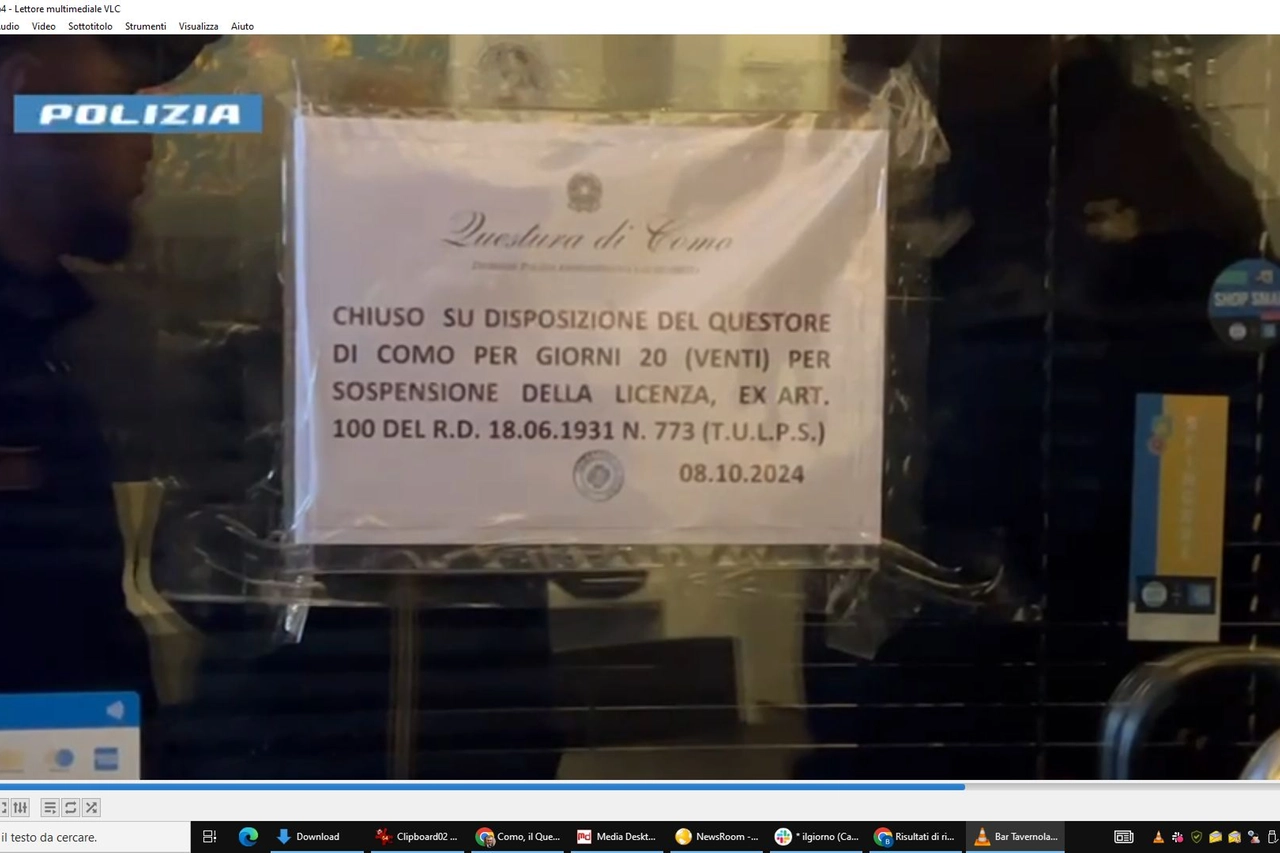 4 - Lettore multimediale VLC
udio Video Sottotitolo Strumenti Visualizza Aiuto
POLIZIA
Questura di Como
CHIUSO SU DISPOSIZIONE DEL QUESTORE
DI COMO PER GIORNI 20 (VENTI) PER
SOSPENSIONE DELLA LICENZA, EX ART.
100 DEL R.D. 18.06.1931 N. 773 (T.U.L.P.S.)
08.10.2024
SHOP
il testo da cercare.
Download
Clipboard02 ...
Como, il Que...
Media Deskt...
NewsRoom -...
* ilgiorno (Ca...
Risultati di ri...
Bar Tavernola...